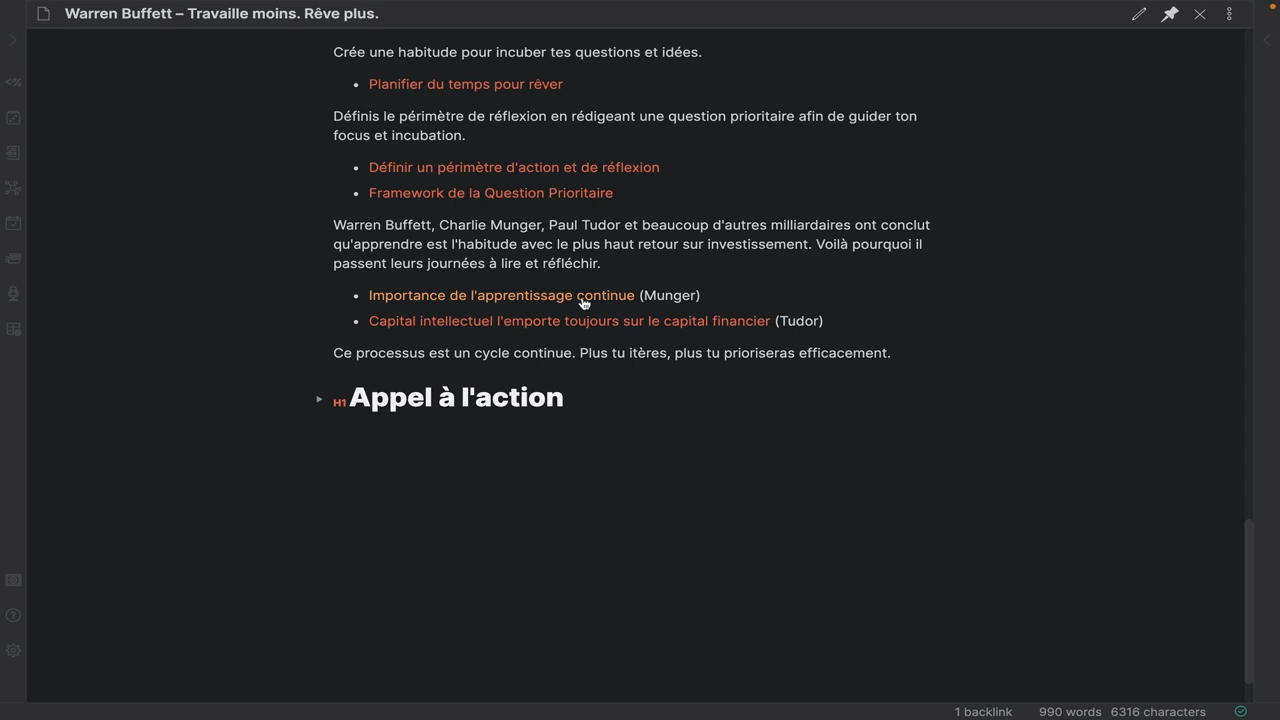 Warren Buffett – Travaille moins. Rêve plus.
Crée une habitude pour incuber tes questions et idées.
• Planifier du temps pour rêver
Définis le périmètre de réflexion en rédigeant une question prioritaire afin de guider ton
focus et incubation.
• Définir un périmètre d'action et de réflexion
• Framework de la Question Prioritaire
Warren Buffett, Charlie Munger, Paul Tudor et beaucoup d'autres milliardaires ont conclut
qu'apprendre est l'habitude avec le plus haut retour sur investissement. Voilà pourquoi il
passent leurs journées à lire et réfléchir.
• Importance de l'apprentissage continue (Munger)
• Capital intellectuel l'emporte toujours sur le capital financier (Tudor)
Ce processus est un cycle continue. Plus tu itères, plus tu prioriseras efficacement.
H1 Appel à l'action
1 backlink 990 words 6316 characters